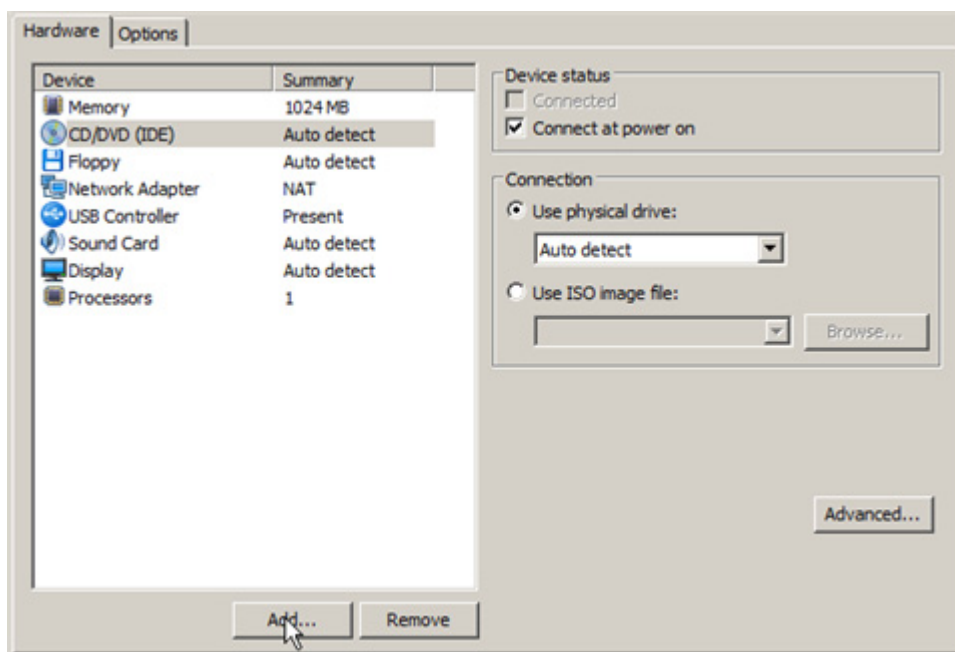 Hardware Options
Device Summary
Memory 1024 MB
CD/DVD (IDE) Auto detect
Floppy Auto detect
Network Adapter NAT
USB Controller Present
Sound Card Auto detect
Display Auto detect
Processors 1
Device status
Connected
Connect at power on
Connection
Use physical drive:
Auto detect
Use ISO image file:
Browse...
Advanced...
Add... Remove